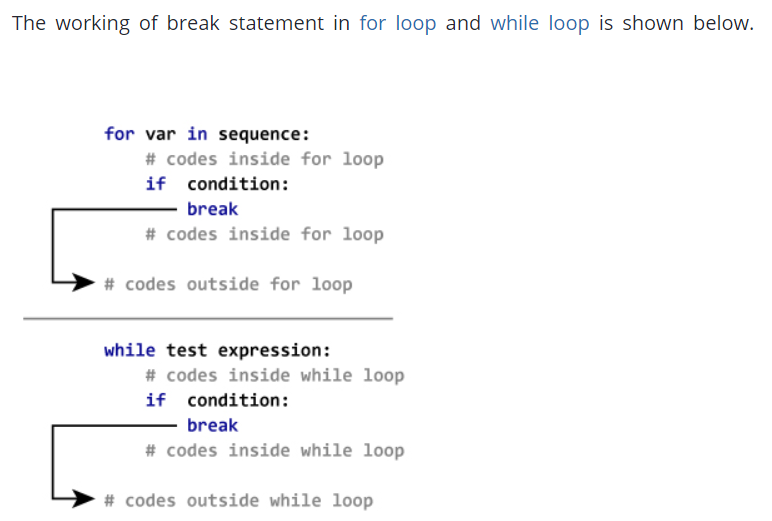 The working of break statement in for loop and while loop is shown below.
for var in sequence:
# codes inside for loop
if condition:
break
# codes inside for loop
# codes outside for loop
while test expression:
# codes inside while loop
if condition:
break
# codes inside while loop
# codes outside while loop